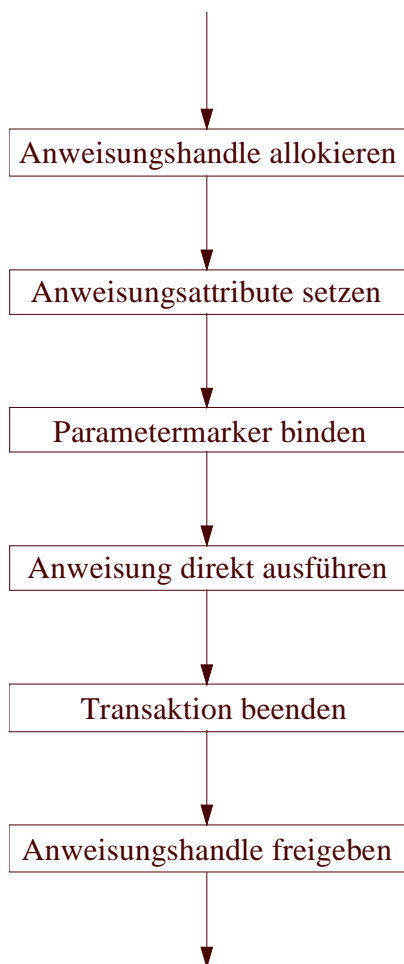 Anweisungshandle allokieren
Anweisungsattribute setzen
Parametermarker binden
Anweisung direkt ausführen
Transaktion beenden
Anweisungshandle freigeben